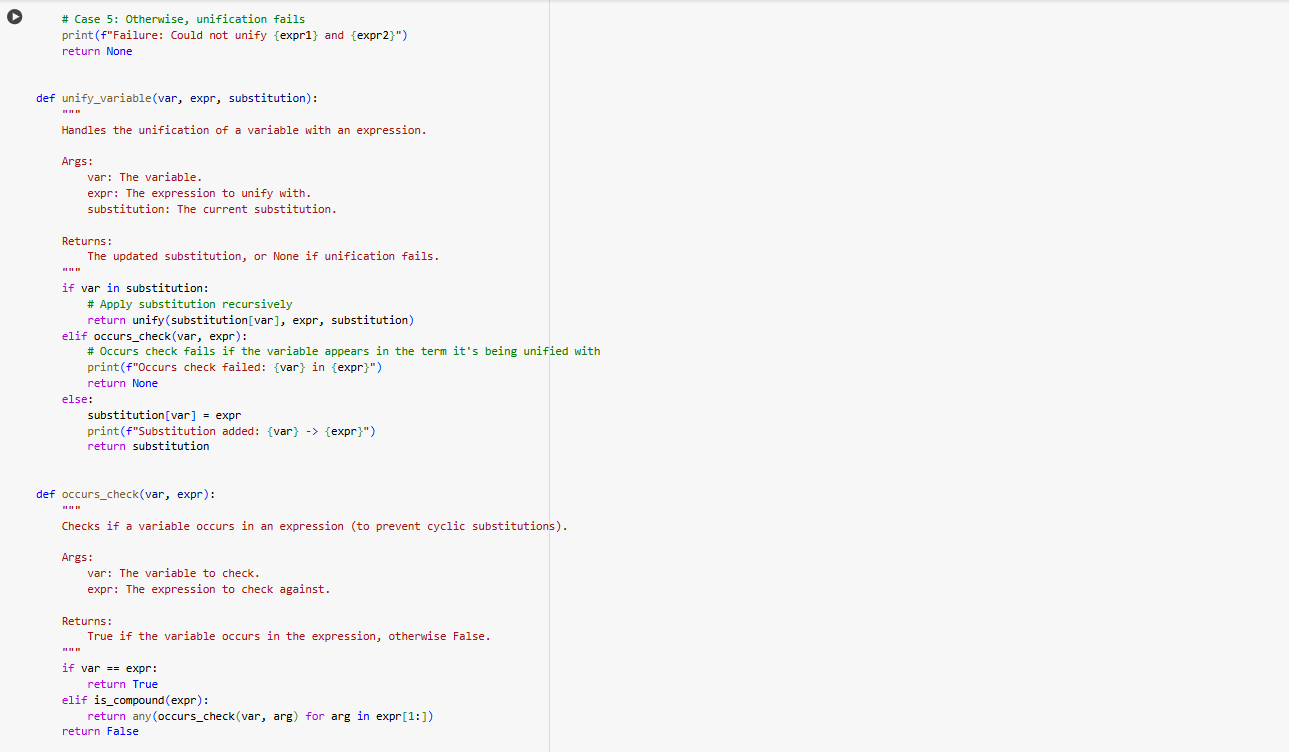 # Case 5: Otherwise, unification fails
print(f"Failure: Could not unify {expr1} and {expr2}")
return None
def unify_variable(var, expr, substitution):
"""
Handles the unification of a variable with an expression.
Args:
var: The variable.
expr: The expression to unify with.
substitution: The current substitution.
Returns:
The updated substitution, or None if unification fails.
"""
if var in substitution:
# Apply substitution recursively
return unify(substitution[var], expr, substitution)
elif occurs_check(var, expr):
# Occurs check fails if the variable appears in the term it's being unified with
print(f"Occurs check failed: {var} in {expr}")
return None
else:
substitution[var] = expr
print(f"Substitution added: {var} -> {expr}")
return substitution
def occurs_check(var, expr):
"""
Checks if a variable occurs in an expression (to prevent cyclic substitutions).
Args:
var: The variable to check.
expr: The expression to check against.
Returns:
True if the variable occurs in the expression, otherwise False.
"""
if var == expr:
return True
elif is_compound(expr):
return any(occurs_check(var, arg) for arg in expr[1:])
return False